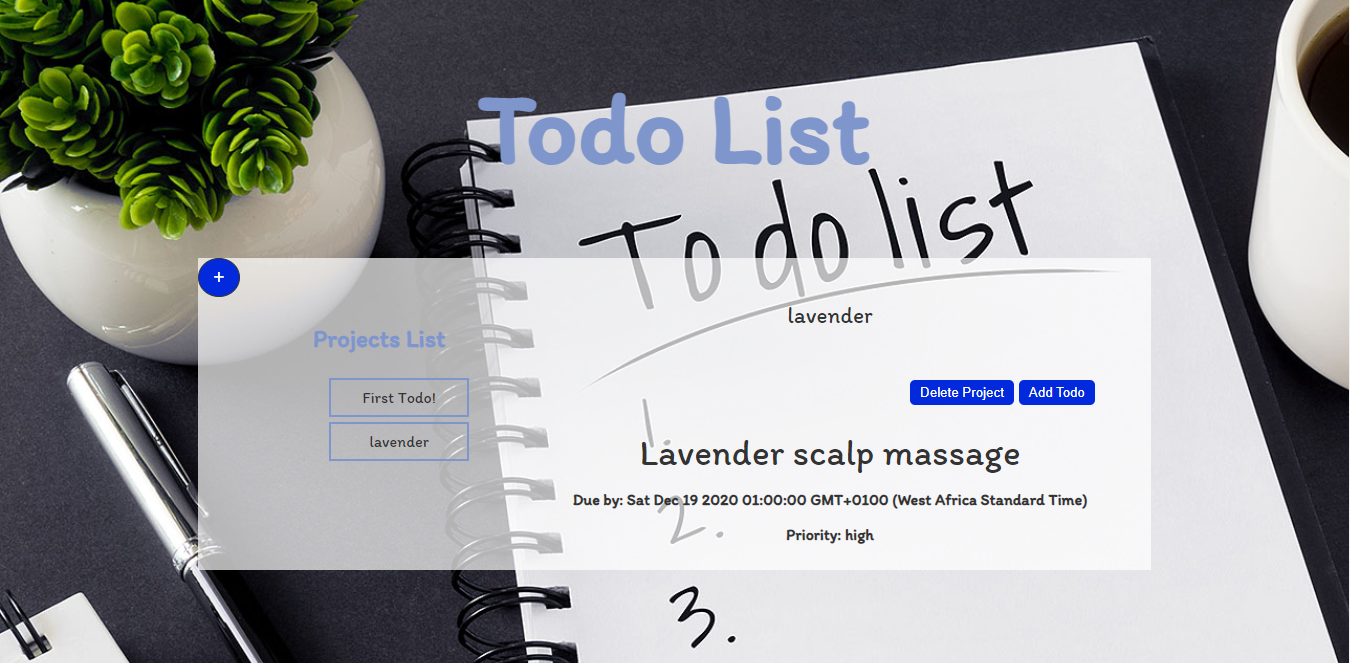 Todo List
To do list
+
lavender
Projects List
Delete Project Add Todo
First Todo!
lavender
1.
Lavender scalp massage
Due by: Sat Dec 19 2020 01:00:00 GMT+0100 (West Africa Standard Time)
2.
Priority: high
3.